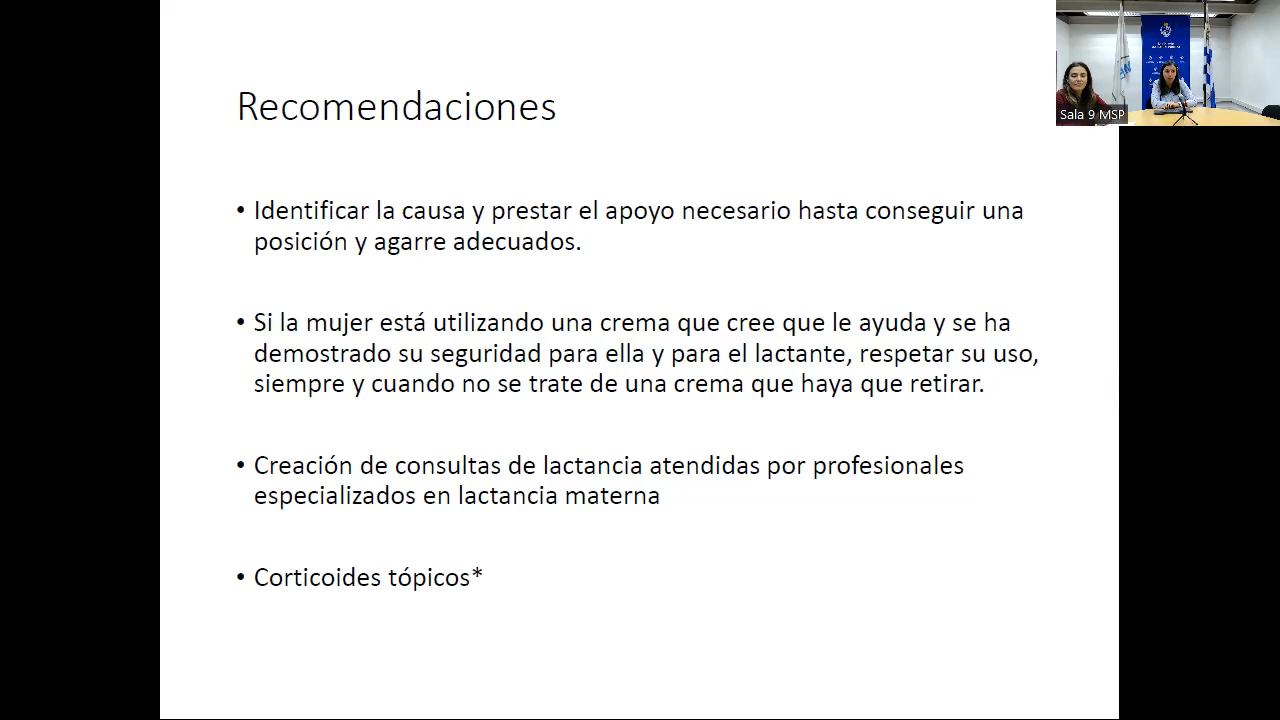 Recomendaciones
• Identificar la causa y prestar el apoyo necesario hasta conseguir una
posición y agarre adecuados.
• Si la mujer está utilizando una crema que cree que le ayuda y se ha
demostrado su seguridad para ella y para el lactante, respetar su uso,
siempre y cuando no se trate de una crema que haya que retirar.
• Creación de consultas de lactancia atendidas por profesionales
especializados en lactancia materna
• Corticoides tópicos*
Sala 9 MSP